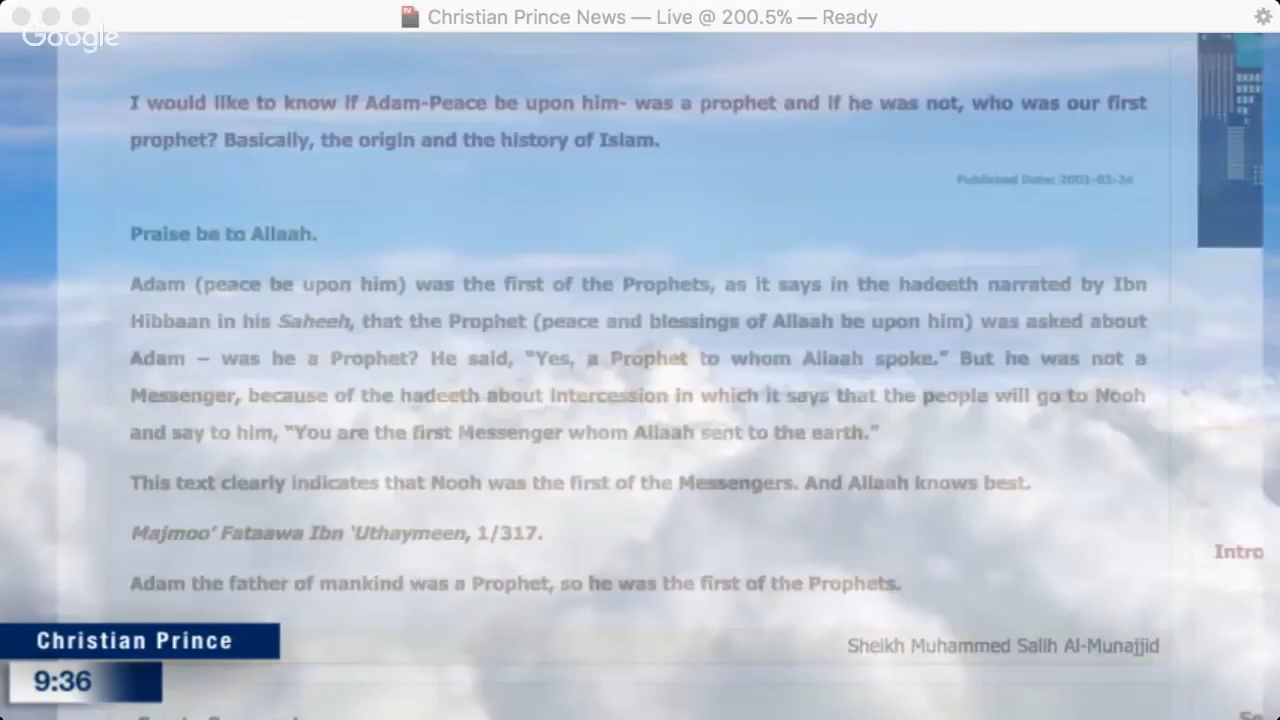 Christian Prince News — Live @ 200.5% — Ready
Google
I would like to know if Adam-Peace be upon him- was a prophet and if he was not, who was our first
prophet? Basically, the origin and the history of Islam.
Published Date: 2001-02-24
Praise be to Allaah.
Adam (peace be upon him) was the first of the Prophets, as it says in the hadeeth narrated by Ibn
Hibbaan in his Saheeh, that the Prophet (peace and blessings of Allaah be upon him) was asked about
Adam – was he a Prophet? He said, "Yes, a Prophet to whom Allaah spoke." But he was not a
Messenger, because of the hadeeth about Intercession in which it says that the people will go to Nooh
and say to him, "You are the first Messenger whom Allaah sent to the earth."
This text clearly indicates that Nooh was the first of the Messengers. And Allaah knows best.
Majmoo' Fataawa Ibn 'Uthaymeen, 1/317.
Intro
Adam the father of mankind was a Prophet, so he was the first of the Prophets.
Christian Prince
Sheikh Muhammed Salih Al-Munajjid
9:36